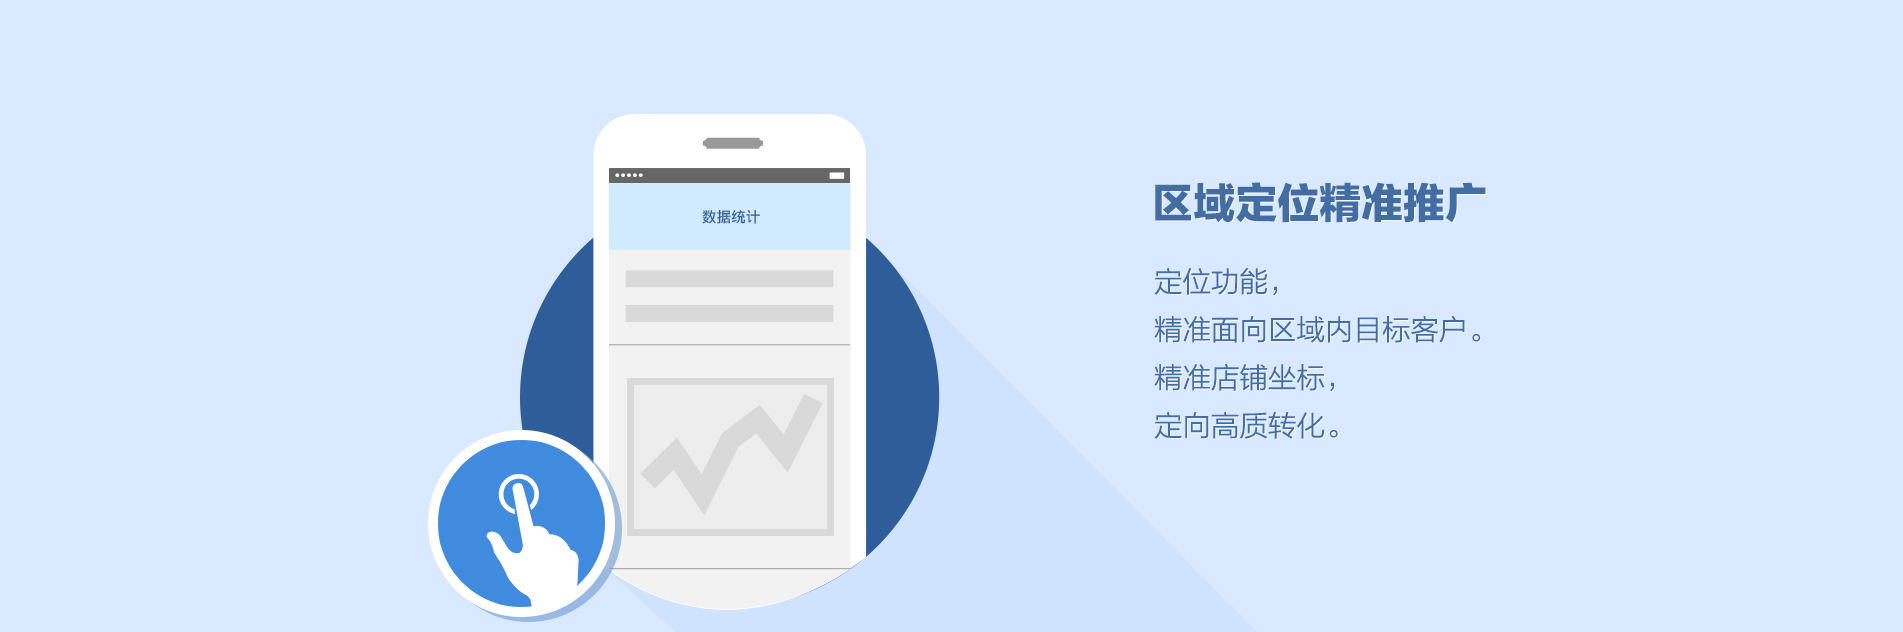 数据统计
区域定位精准推广
定位功能，
精准面向区域内目标客户。
精准店铺坐标，
定向高质转化。